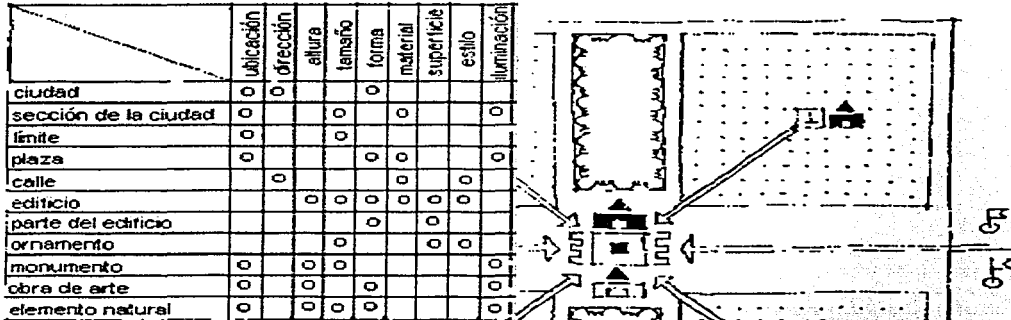 ubicación dirección altura tamaño forma material superficie estilo iluminación
ciudad o o o
sección de la ciudad o o o o
límite o o
plaza o o o o
calle o o o
edificio o o o o o o
parte del edificio o o
ornamento o o o
monumento o o o o
obra de arte o o o o
elemento natural o o o o o